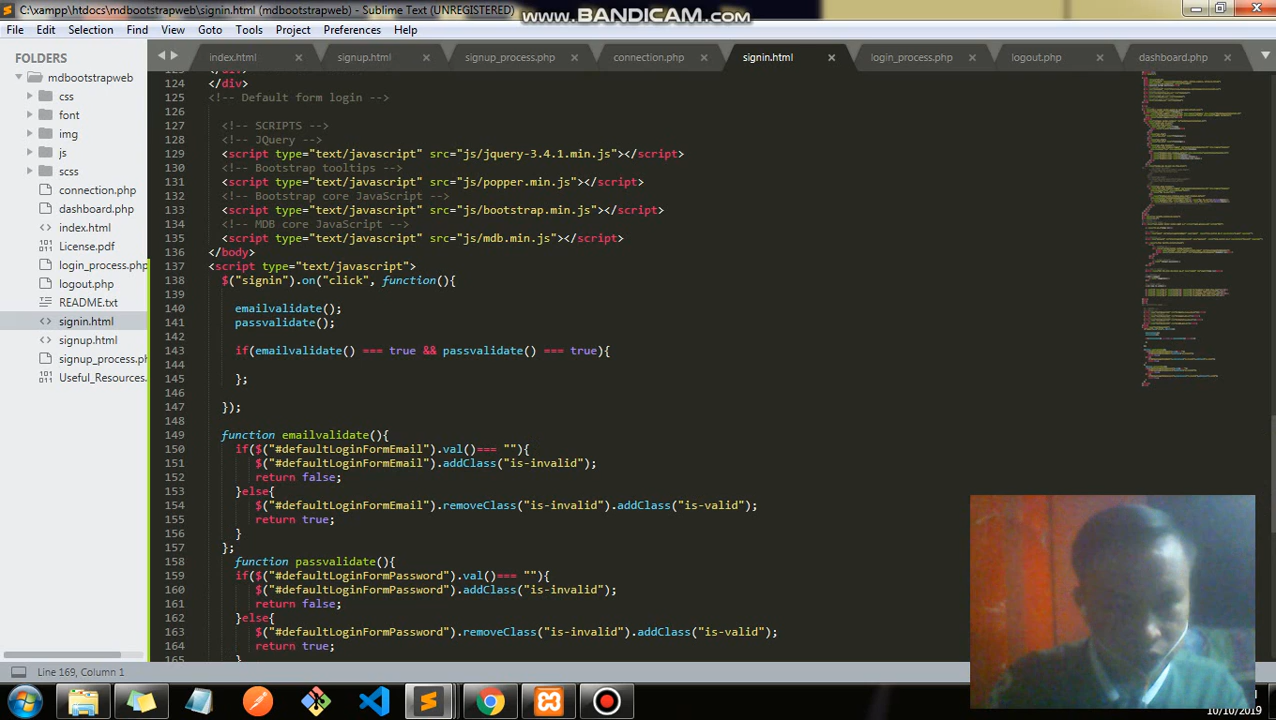 C:\xampp\htdocs\mdbootstrapweb\signin.html (mdbootstrapweb) - Sublime Text (UNREGISTERED)
www.BANDICAM.com
File Edit Selection Find View Goto Tools Project Preferences Help
FOLDERS
mdbootstrapweb
css
font
img
js
scss
connection.php
dashboard.php
index.html
License.pdf
login_process.php
logout.php
README.txt
signin.html
signup.html
signup_process.ph
Useful_Resources.
index.html signup.html signup_process.php connection.php signin.html login_process.php logout.php dashboard.php
124 </div>
125 <!-- Default form login -->
126
127 <!-- SCRIPTS -->
128 <!-- JQuery -->
129 <script type="text/javascript" src="js/jquery-3.4.1.min.js"></script>
130 <!-- Bootstrap tooltips -->
131 <script type="text/javascript" src="js/popper.min.js"></script>
132 <!-- Bootstrap core JavaScript -->
133 <script type="text/javascript" src="js/bootstrap.min.js"></script>
134 <!-- MDB core JavaScript -->
135 <script type="text/javascript" src="js/mdb.min.js"></script>
136 </body>
137 <script type="text/javascript">
138 $("signin").on("click", function(){
139
140 emailvalidate();
141 passvalidate();
142
143 if(emailvalidate() === true && passvalidate() === true){
144
145 };
146
147 });
148
149 function emailvalidate(){
150 if($("#defaultLoginFormEmail").val()=== ""){
151 $("#defaultLoginFormEmail").addClass("is-invalid");
152 return false;
153 }else{
154 $("#defaultLoginFormEmail").removeClass("is-invalid").addClass("is-valid");
155 return true;
156 }
157 };
158 function passvalidate(){
159 if($("#defaultLoginFormPassword").val()=== ""){
160 $("#defaultLoginFormPassword").addClass("is-invalid");
161 return false;
162 }else{
163 $("#defaultLoginFormPassword").removeClass("is-invalid").addClass("is-valid");
164 return true;
165 }
Line 169, Column 1
10/10/2019